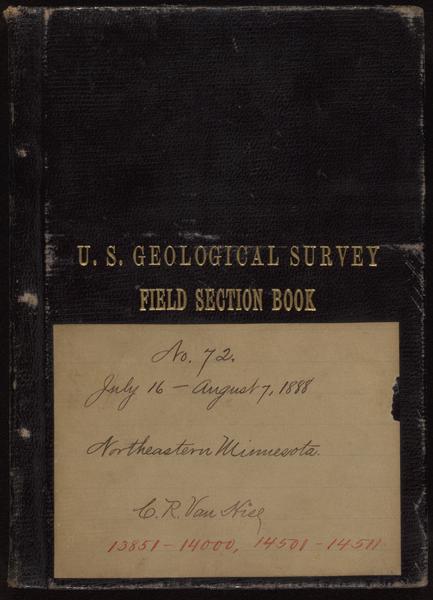 U. S. GEOLOGICAL SURVEY
FIELD SECTION BOOK
No. 72.
July 16 – August 7, 1888
Northeastern Minnesota.
C. R. Van Hise
13851 – 14000, 14501 – 14511